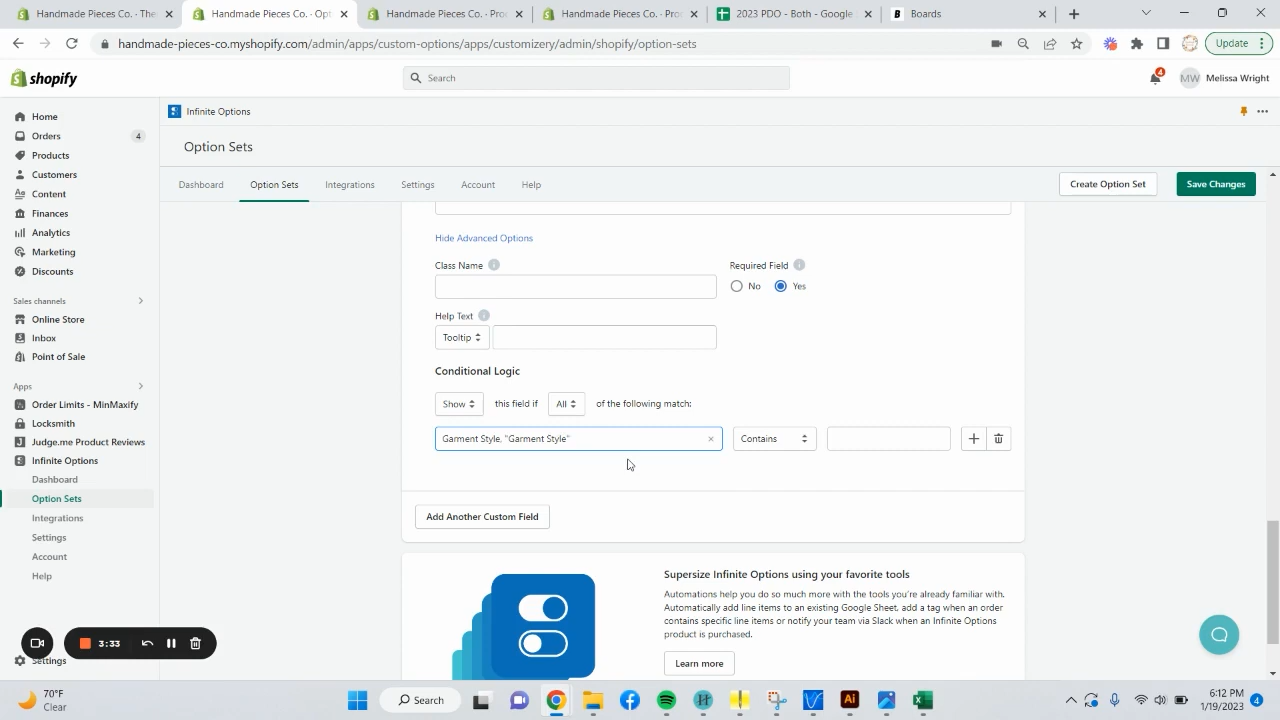 Handmade Pieces Co. · The
Handmade Pieces Co. · Opt
Handmade Pieces Co. · Pro
Handmade Pieces Co. · Pro
2023 PDO - Both - Google
Boards
handmade-pieces-co.myshopify.com/admin/apps/custom-options/apps/customizery/admin/shopify/option-sets
Update
shopify
Search
4
MW
Melissa Wright
Home
Orders
4
Products
Customers
Content
Finances
Analytics
Marketing
Discounts
Sales channels
Online Store
Inbox
Point of Sale
Apps
Order Limits - MinMaxify
Locksmith
Judge.me Product Reviews
Infinite Options
Dashboard
Option Sets
Integrations
Settings
Account
Help
Settings
3:33
Infinite Options
Option Sets
Dashboard
Option Sets
Integrations
Settings
Account
Help
Create Option Set
Save Changes
Hide Advanced Options
Class Name
Required Field
No
Yes
Help Text
Tooltip
Conditional Logic
Show
this field if
All
of the following match:
Garment Style, "Garment Style"
Contains
Add Another Custom Field
Supersize Infinite Options using your favorite tools
Automations help you do so much more with the tools you're already familiar with.
Automatically add line items to an existing Google Sheet, add a tag when an order
contains specific line items or notify your team via Slack when an Infinite Options
product is purchased.
Learn more
70°F
Clear
Search
Ai
6:12 PM
1/19/2023
4